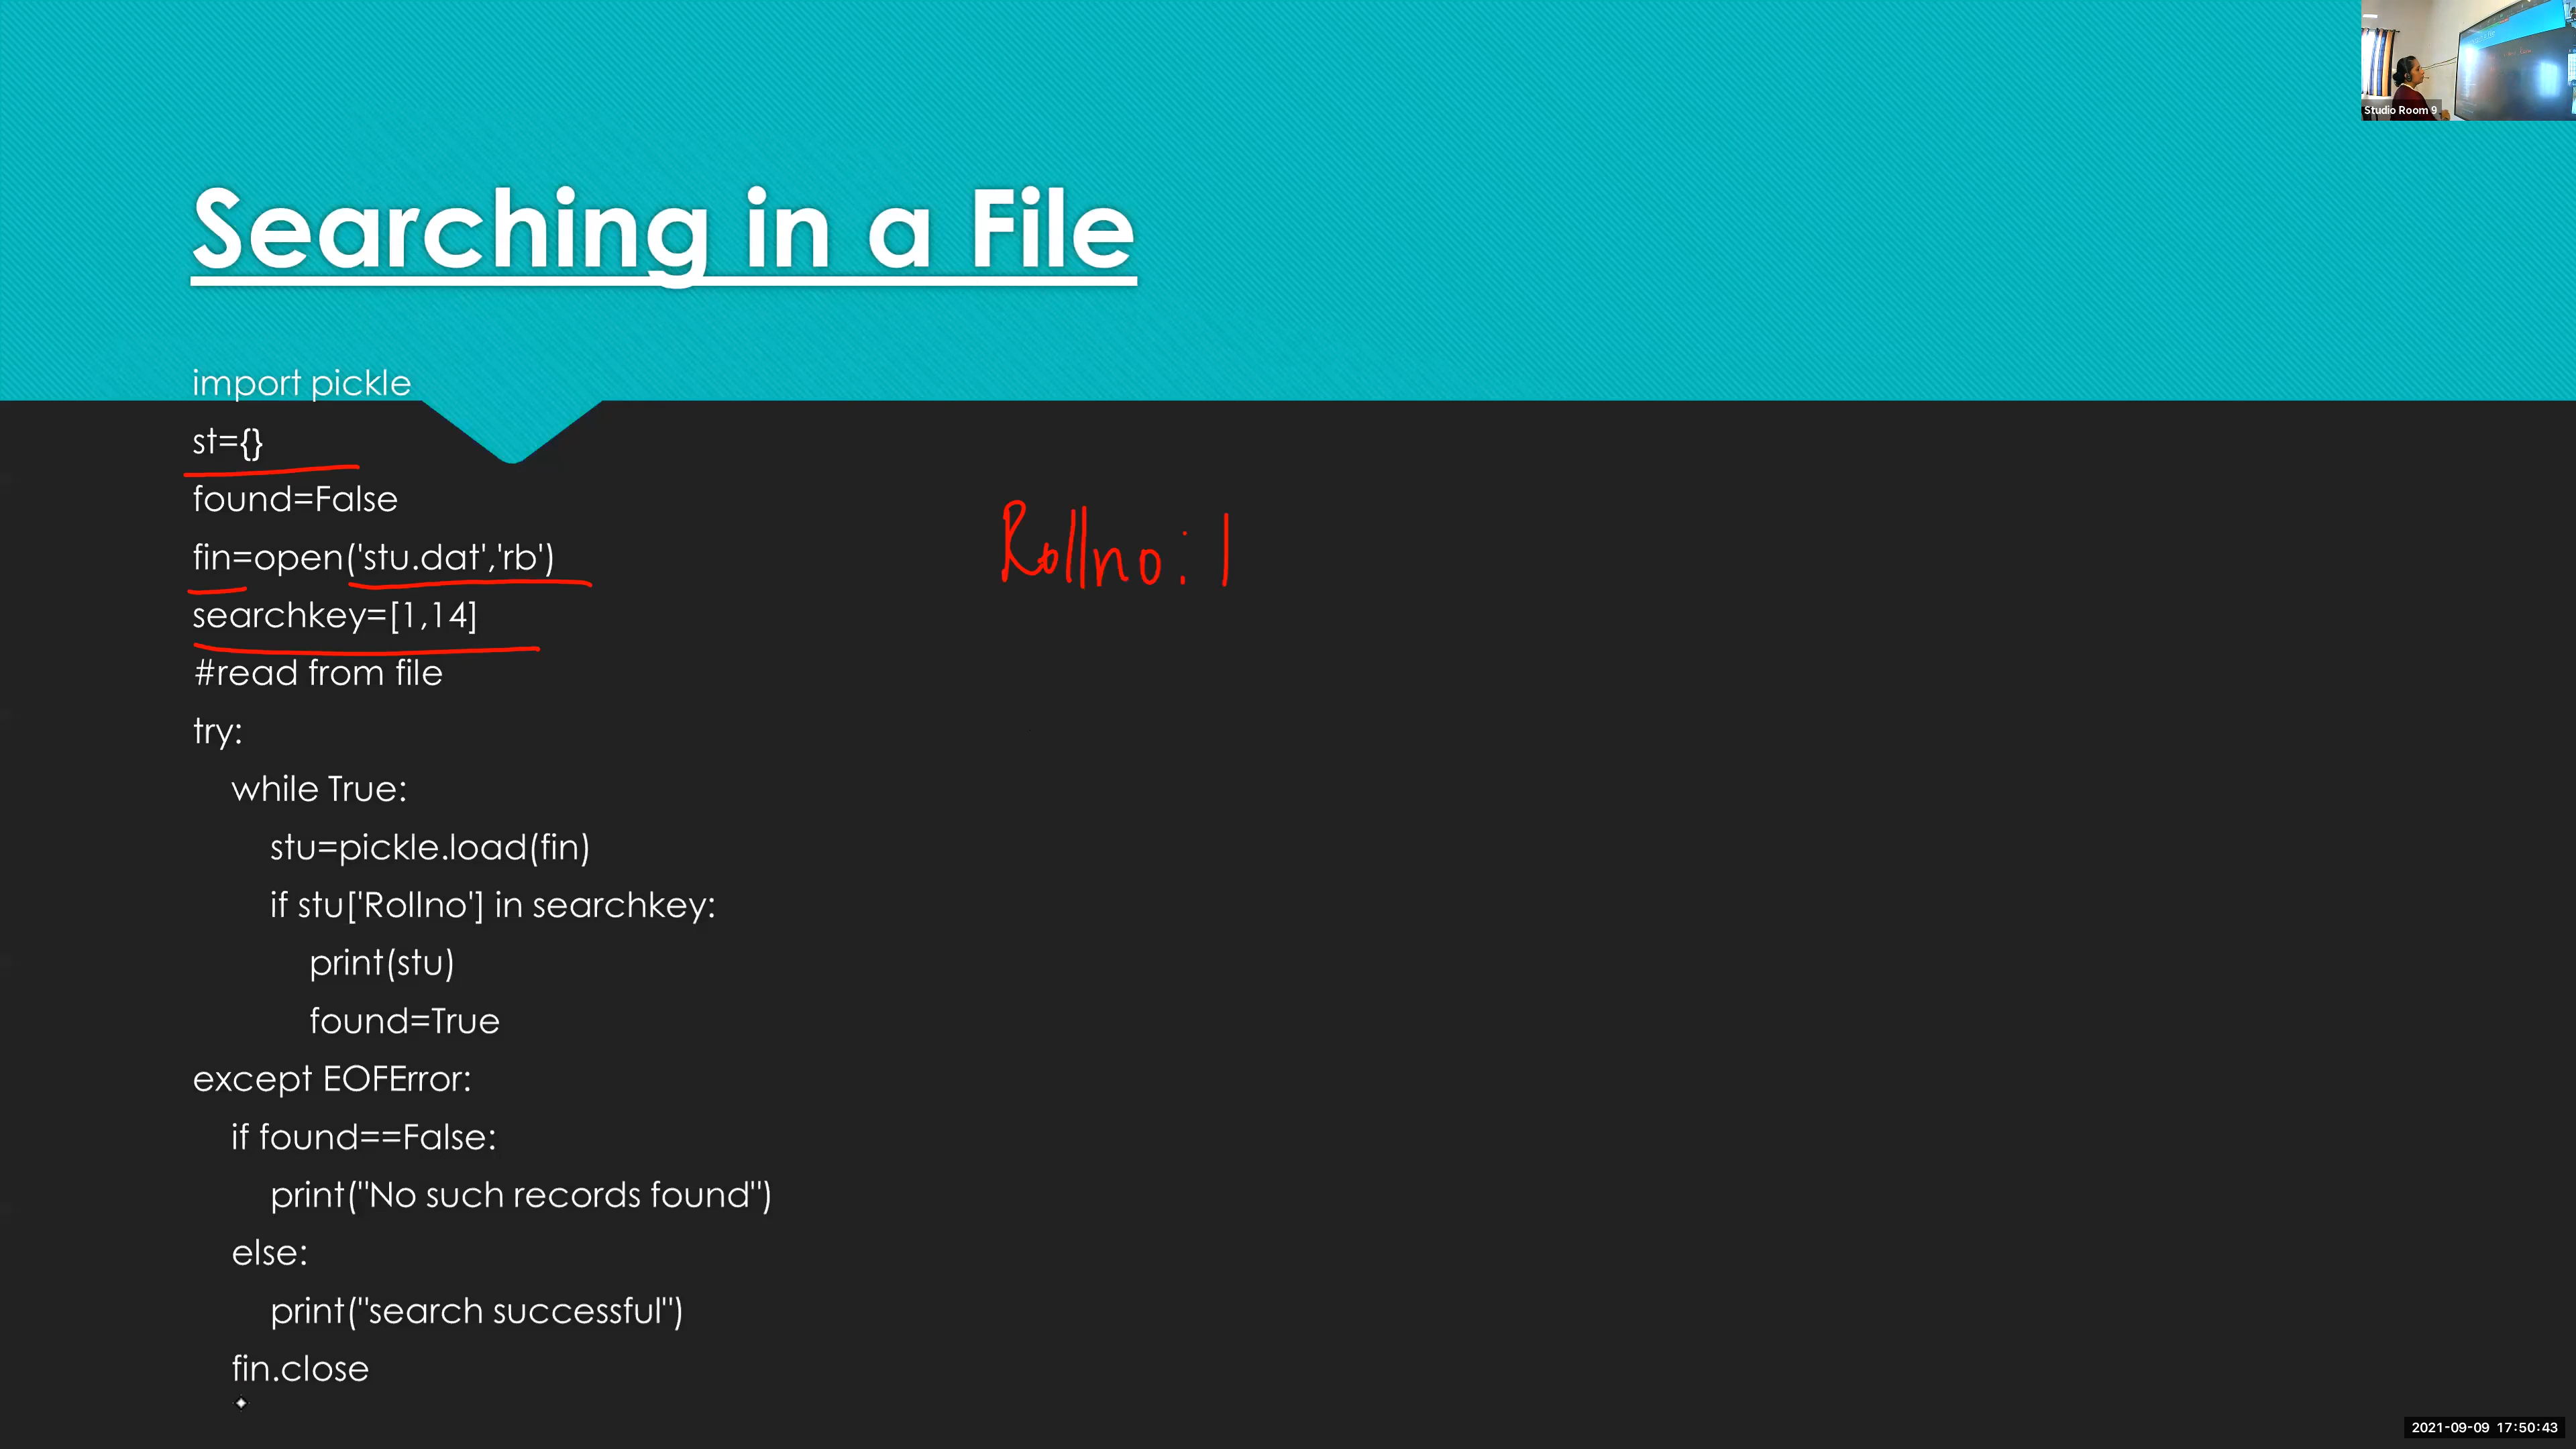 Studio Room 9
Searching in a File
import pickle
st={}
found=False
fin=open('stu.dat','rb')
Rollno: 1
searchkey=[1,14]
#read from file
try:
while True:
stu=pickle.load(fin)
if stu['Rollno'] in searchkey:
print(stu)
found=True
except EOFError:
if found==False:
print("No such records found")
else:
print("search successful")
fin.close
2021-09-09 17:50:43